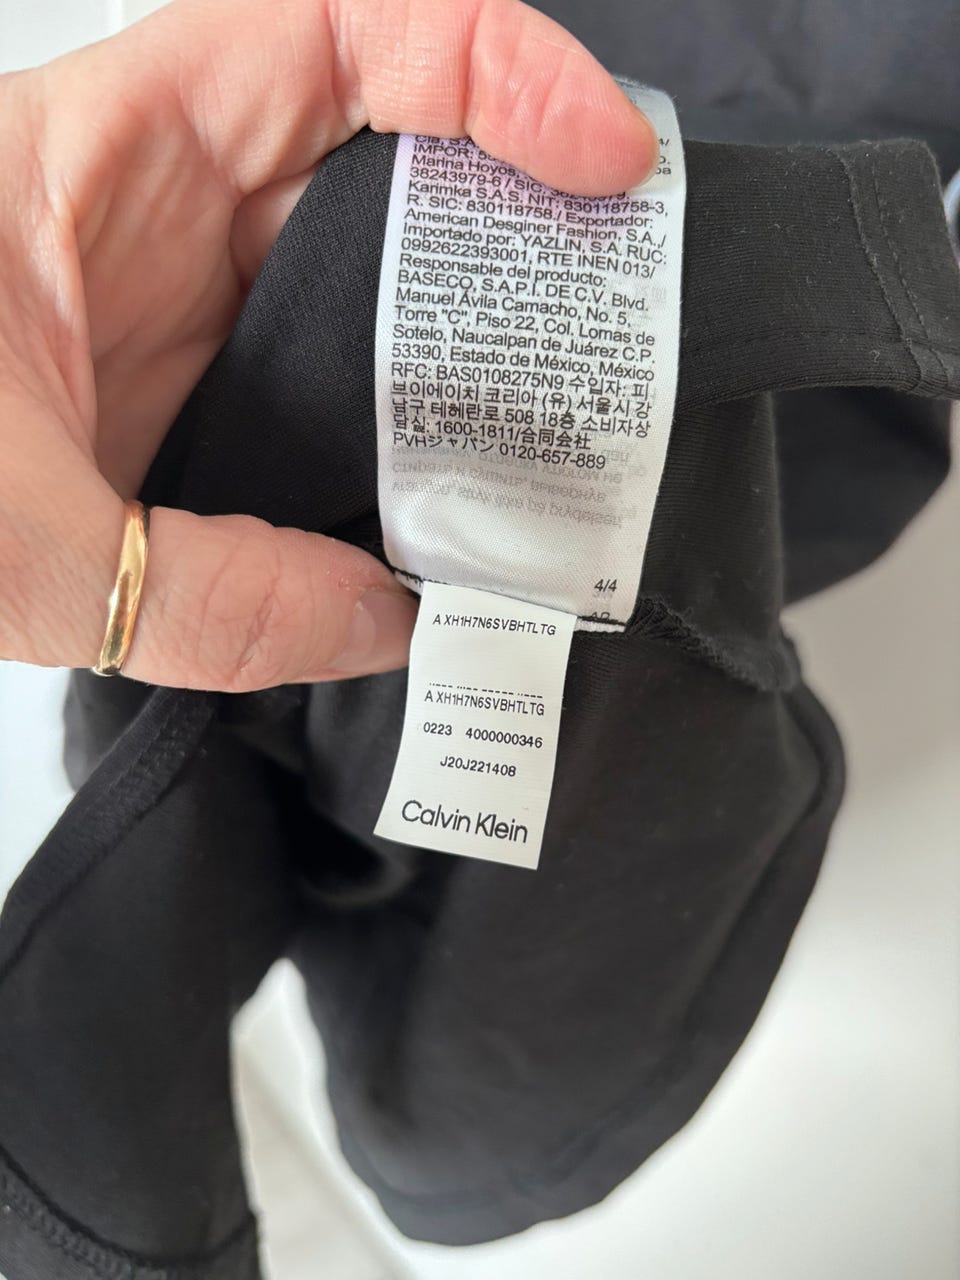 IMPOR:
Marina Hoyos,
38243979-6 / SIC:
Karimka S.A.S. NIT: 830118758-3,
R. SIC: 830118758./ Exportador:
American Desginer Fashion, S.A./
Importado por: YAZLIN, S.A. RUC:
0992622393001, RTE INEN 013/
Responsable del producto:
BASECO, S.A.P.I. DE C.V. Blvd.
Manuel Ávila Camacho, No. 5,
Torre "C", Piso 22, Col. Lomas de
Sotelo, Naucalpan de Juárez C.P.
53390, Estado de México, México
RFC: BAS0108275N9 수입자: 피
브이에이치 코리아 (유) 서울시 강
남구 테헤란로 508 18층 소비자상
담실: 1600-1811/合同会社
PVHジャパン 0120-657-889
4/4
A XH1H7N6SVBHTLTG
A XH1H7N6SVBHTLTG
0223 4000000346
J20J221408
Calvin Klein